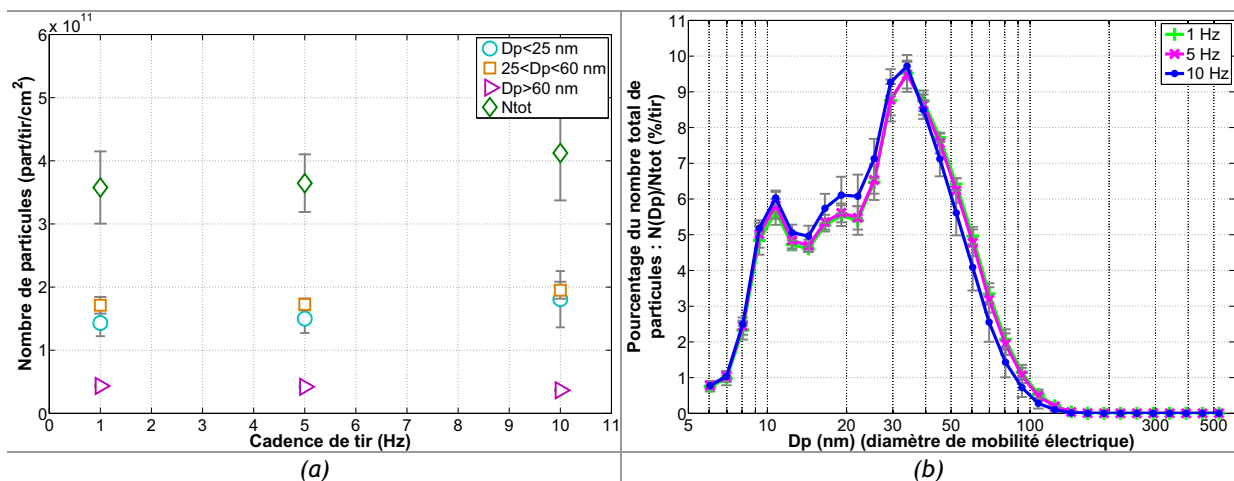 6
x 10^11
5
4
3
2
1
0
Nombre de particules (part/tir/cm²)
0 1 2 3 4 5 6 7 8 9 10 11
Cadence de tir (Hz)
Dp<25 nm
25<Dp<60 nm
Dp>60 nm
Ntot
(a)
11
10
9
8
7
6
5
4
3
2
1
0
Pourcentage du nombre total de
particules : N(Dp)/Ntot (%/tir)
5 10 20 30 50 100 300 500
Dp (nm) (diamètre de mobilité électrique)
1 Hz
5 Hz
10 Hz
(b)